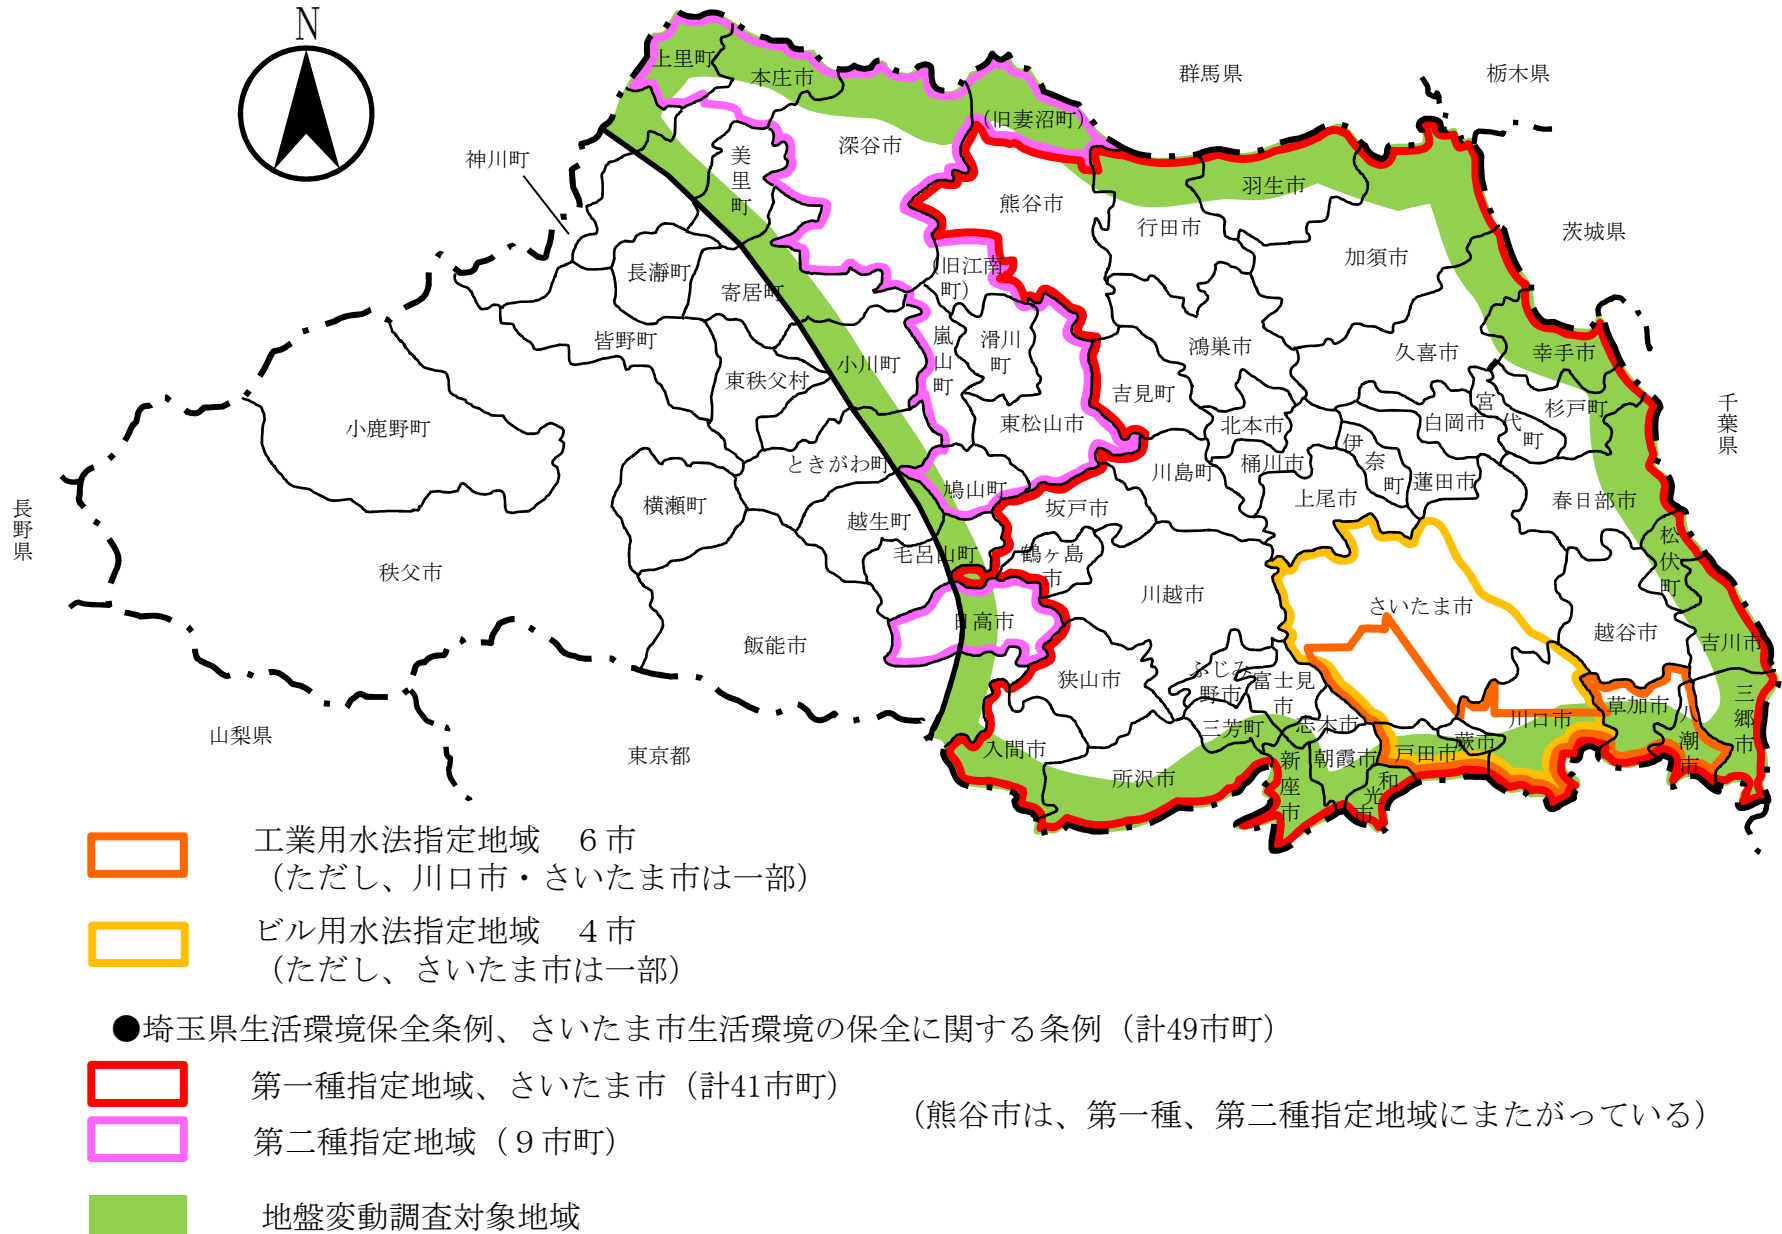 N
群馬県
栃木県
茨城県
千葉県
長野県
山梨県
東京都
上里町
本庄市
(旧妻沼町)
深谷市
神川町
美里町
熊谷市
羽生市
行田市
加須市
(旧江南町)
長瀞町
寄居町
皆野町
嵐山町
滑川町
鴻巣市
久喜市
幸手市
小川町
東秩父村
吉見町
宮代町
杉戸町
小鹿野町
東松山市
北本市
白岡市
伊奈町
ときがわ町
川島町
桶川市
蓮田市
上尾市
鳩山町
横瀬町
越生町
坂戸市
春日部市
毛呂山町
鶴ヶ島市
松伏町
秩父市
川越市
さいたま市
日高市
越谷市
吉川市
飯能市
狭山市
ふじみ野市
富士見市
三郷市
草加市
八潮市
川口市
三芳町
志木市
蕨市
戸田市
入間市
所沢市
新座市
朝霞市
和光市
工業用水法指定地域　６市
（ただし、川口市・さいたま市は一部）
ビル用水法指定地域　４市
（ただし、さいたま市は一部）
●埼玉県生活環境保全条例、さいたま市生活環境の保全に関する条例（計49市町）
第一種指定地域、さいたま市（計41市町）
（熊谷市は、第一種、第二種指定地域にまたがっている）
第二種指定地域（９市町）
地盤変動調査対象地域